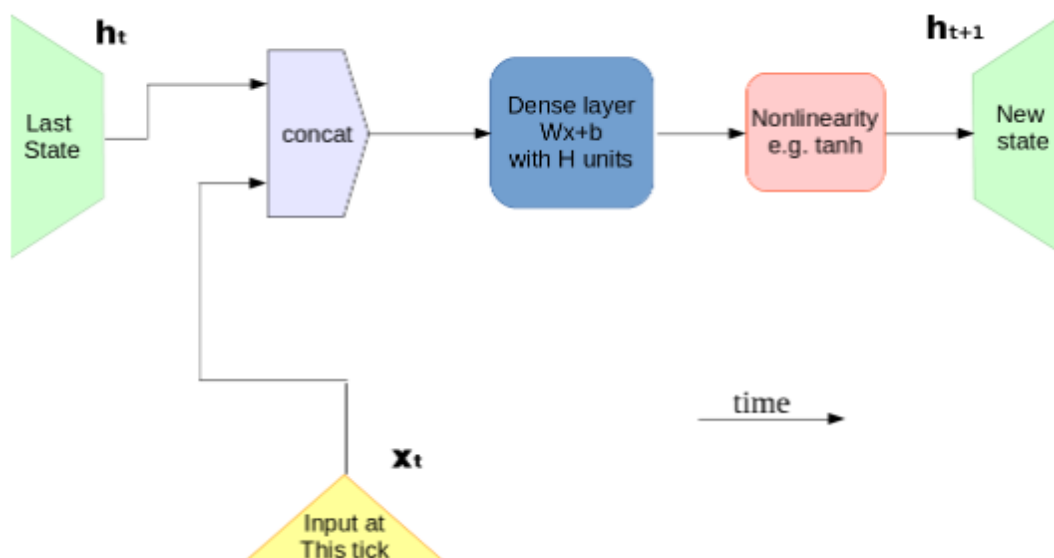 hₜ
hₜ₊₁
Last
State
concat
Dense layer
Wx+b
with H units
Nonlinearity
e.g. tanh
New
state
time
xₜ
Input at
This tick